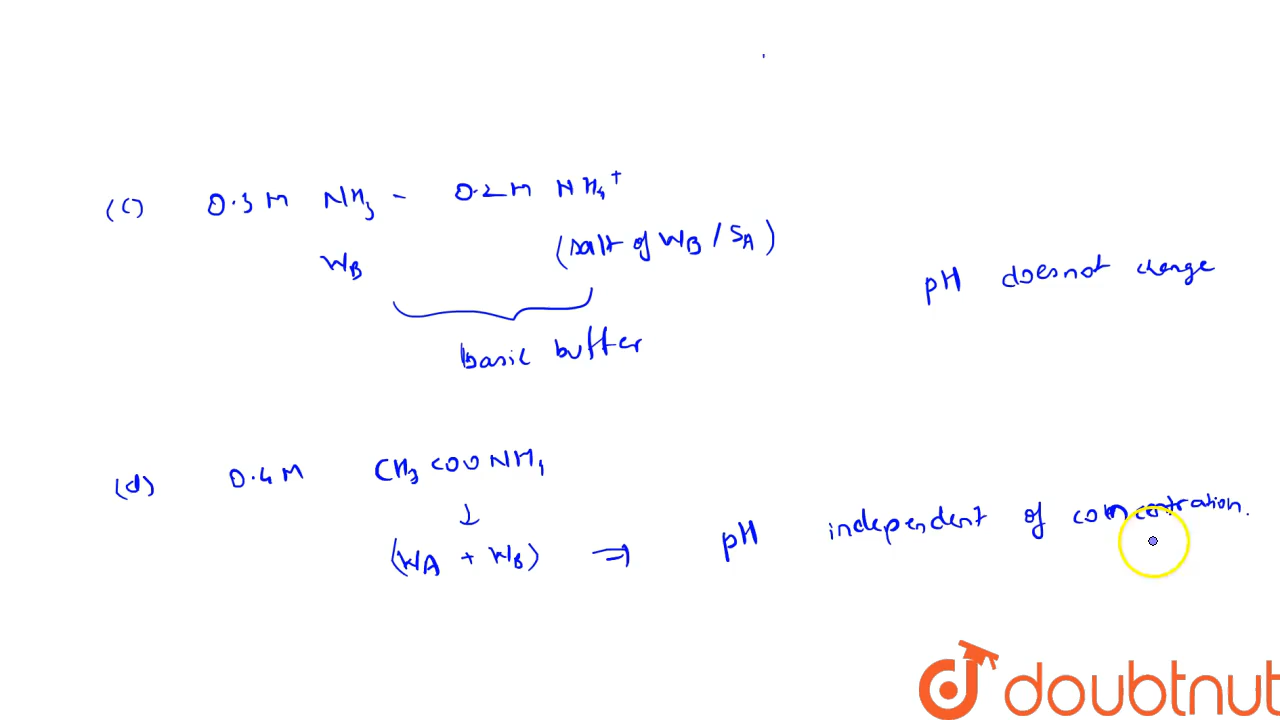 (c) 0.3 M NH3 - 0.2 M NH4+
WB (salt of WB / SA)
pH doesnot change
basic buffer
(d) 0.4 M CH3COONH4
↓
(WA + WB) ⇒ pH independent of concentration.
doubtnut